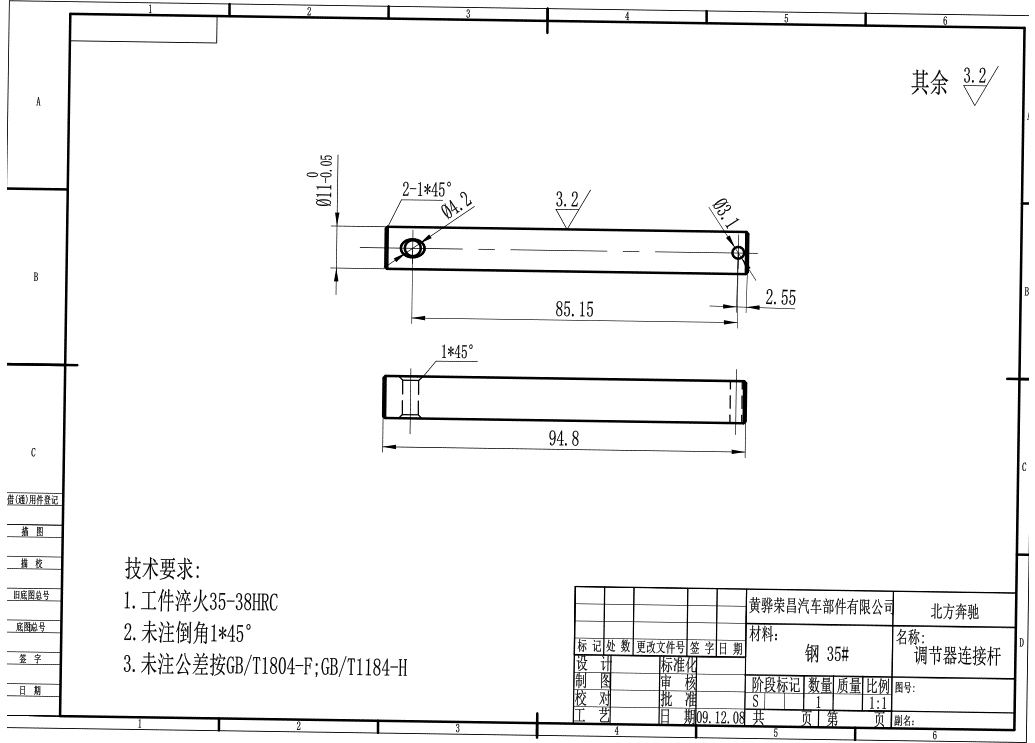 1 2 3 4 5 6
A
A
其余 3.2
Ø11 0 -0.05
2-1*45°
Ø4.2
3.2
Ø3.1
B
B
2.55
85.15
1*45°
94.8
C
C
借(通)用件登记
描 图
描 校
旧底图总号
底图总号
签 字
日 期
技术要求:
1.工件淬火35-38HRC
2.未注倒角1*45°
3.未注公差按GB/T1804-F;GB/T1184-H
D
黄骅荣昌汽车部件有限公司
北方奔驰
标 记 处 数 更改文件号 签 字 日 期
材料:
钢 35#
名称:
调节器连接杆
设 计 标准化
制 图 审 核
校 对 批 准
工 艺 日 期 09.12.08
阶段标记 数量 质量 比例
S 1 1:1
共 页 第 页
图号:
副名:
1 2 3 4 5 6